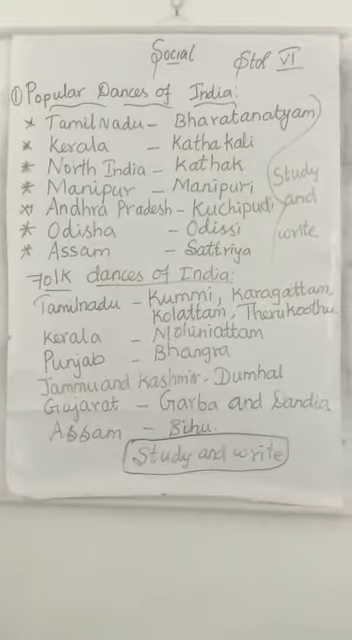 Social Std VI
① Popular Dances of India:
* Tamil Nadu - Bharatanatyam
* Kerala - Kathakali
* North India - Kathak
* Manipur - Manipuri
* Andhra Pradesh - Kuchipudi
* Odisha - Odissi
* Assam - Sattriya
Study
and
write
Folk dances of India:
Tamilnadu - Kummi, Karagattam,
Kolattam, Therukoothu
Kerala - Mohiniattam
Punjab - Bhangra
Jammu and Kashmir - Dumhal
Gujarat - Garba and Dandia
Assam - Bihu.
Study and write